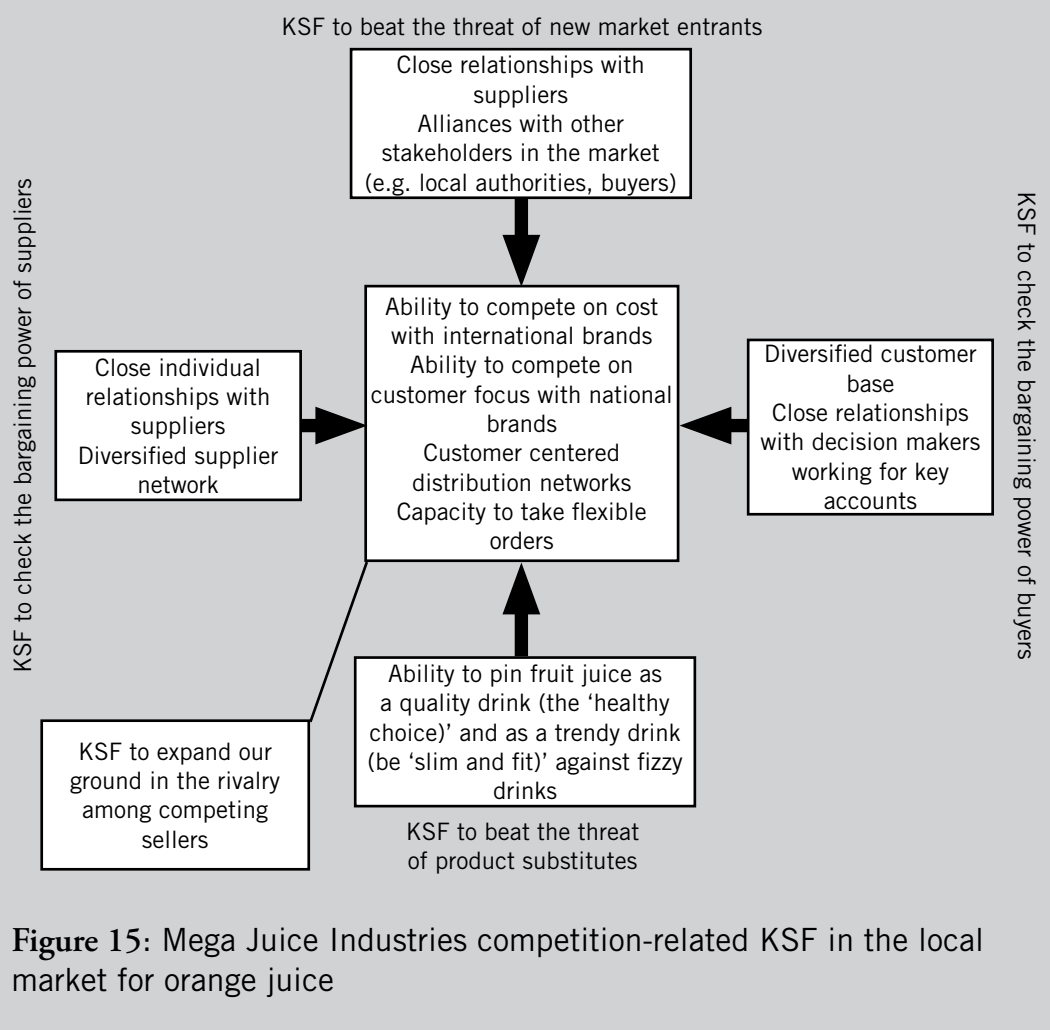 KSF to beat the threat of new market entrants
Close relationships with
suppliers
Alliances with other
stakeholders in the market
(e.g. local authorities, buyers)
KSF to check the bargaining power of suppliers
Close individual
relationships with
suppliers
Diversified supplier
network
Ability to compete on cost
with international brands
Ability to compete on
customer focus with national
brands
Customer centered
distribution networks
Capacity to take flexible
orders
Diversified customer
base
Close relationships
with decision makers
working for key
accounts
KSF to check the bargaining power of buyers
KSF to expand our
ground in the rivalry
among competing
sellers
Ability to pin fruit juice as
a quality drink (the ‘healthy
choice)’ and as a trendy drink
(be ‘slim and fit)’ against fizzy
drinks
KSF to beat the threat
of product substitutes
Figure 15: Mega Juice Industries competition-related KSF in the local
market for orange juice